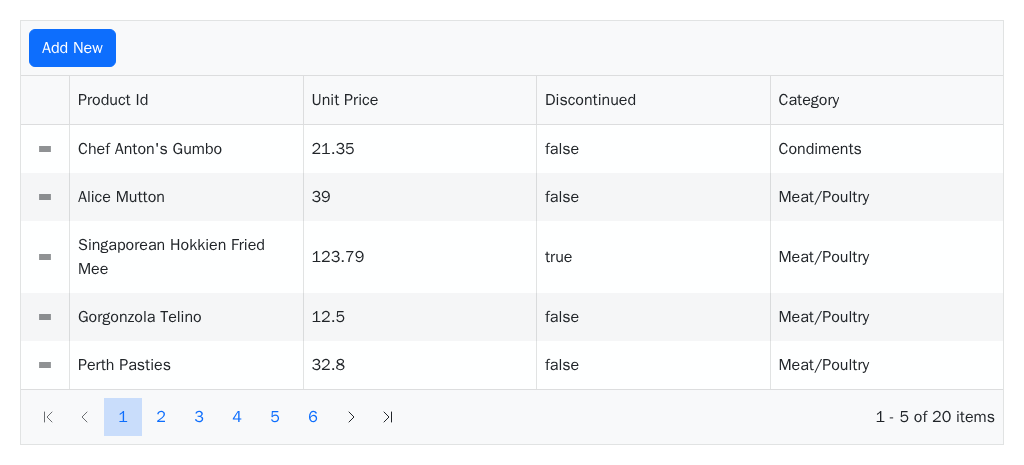 Add New
Product Id Unit Price Discontinued Category
Chef Anton's Gumbo 21.35 false Condiments
Alice Mutton 39 false Meat/Poultry
Singaporean Hokkien Fried
Mee 123.79 true Meat/Poultry
Gorgonzola Telino 12.5 false Meat/Poultry
Perth Pasties 32.8 false Meat/Poultry
1 2 3 4 5 6 1 - 5 of 20 items